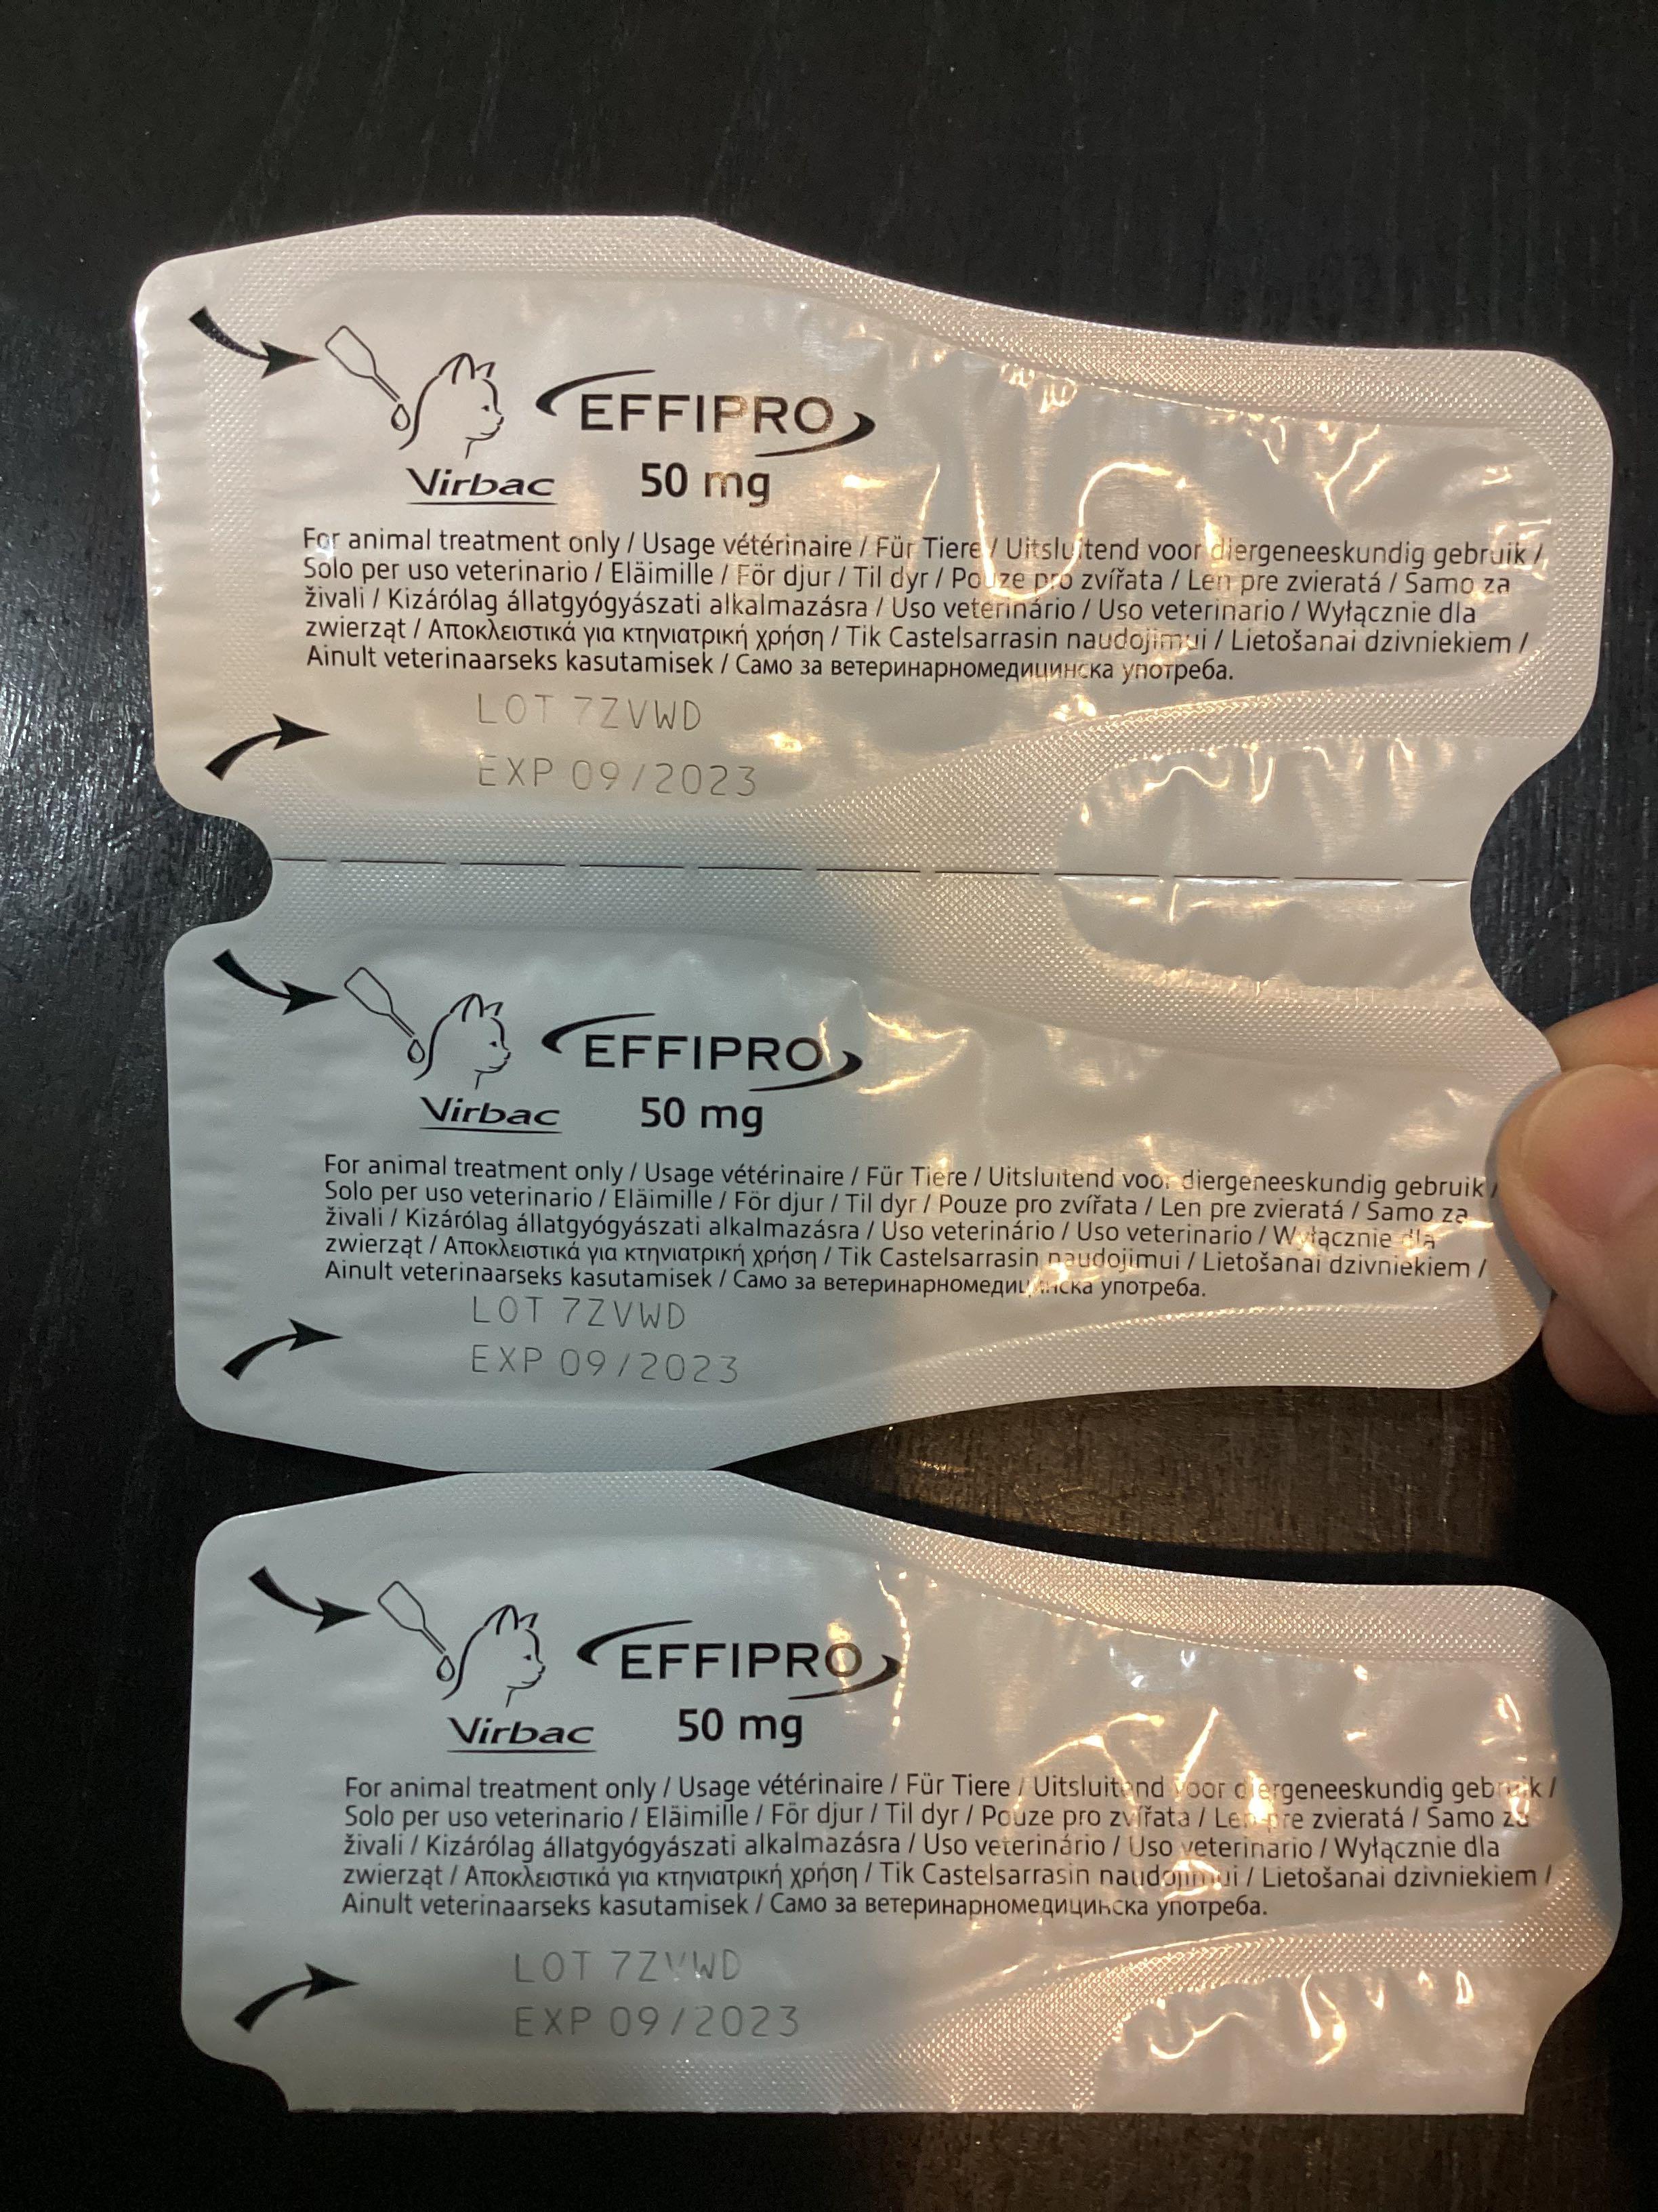 EFFIPRO
Virbac 50 mg
For animal treatment only / Usage vétérinaire / Für Tiere / Uitsluitend voor diergeneeskundig gebruik /
Solo per uso veterinario / Eläimille / För djur / Til dyr / Pouze pro zvířata / Len pre zvieratá / Samo za
živali / Kizárólag állatgyógyászati alkalmazásra / Uso veterinário / Uso veterinario / Wyłącznie dla
zwierząt / Αποκλειστικά για κτηνιατρική χρήση / Tik Castelsarrasin naudojimui / Lietošanai dzivniekiem /
Ainult veterinaarseks kasutamisek / Само за ветеринарномедицинска употреба.
LOT 7ZVWD
EXP 09/2023
EFFIPRO
Virbac 50 mg
For animal treatment only / Usage vétérinaire / Für Tiere / Uitsluitend voor diergeneeskundig gebruik /
Solo per uso veterinario / Eläimille / För djur / Til dyr / Pouze pro zvířata / Len pre zvieratá / Samo za
živali / Kizárólag állatgyógyászati alkalmazásra / Uso veterinário / Uso veterinario / Wyłącznie dla
zwierząt / Αποκλειστικά για κτηνιατρική χρήση / Tik Castelsarrasin naudojimui / Lietošanai dzivniekiem /
Ainult veterinaarseks kasutamisek / Само за ветеринарномедицинска употреба.
LOT 7ZVWD
EXP 09/2023
EFFIPRO
Virbac 50 mg
For animal treatment only / Usage vétérinaire / Für Tiere / Uitsluitend voor diergeneeskundig gebruik /
Solo per uso veterinario / Eläimille / För djur / Til dyr / Pouze pro zvířata / Len pre zvieratá / Samo za
živali / Kizárólag állatgyógyászati alkalmazásra / Uso veterinário / Uso veterinario / Wyłącznie dla
zwierząt / Αποκλειστικά για κτηνιατρική χρήση / Tik Castelsarrasin naudojimui / Lietošanai dzivniekiem /
Ainult veterinaarseks kasutamisek / Само за ветеринарномедицинска употреба.
LOT 7ZVWD
EXP 09/2023